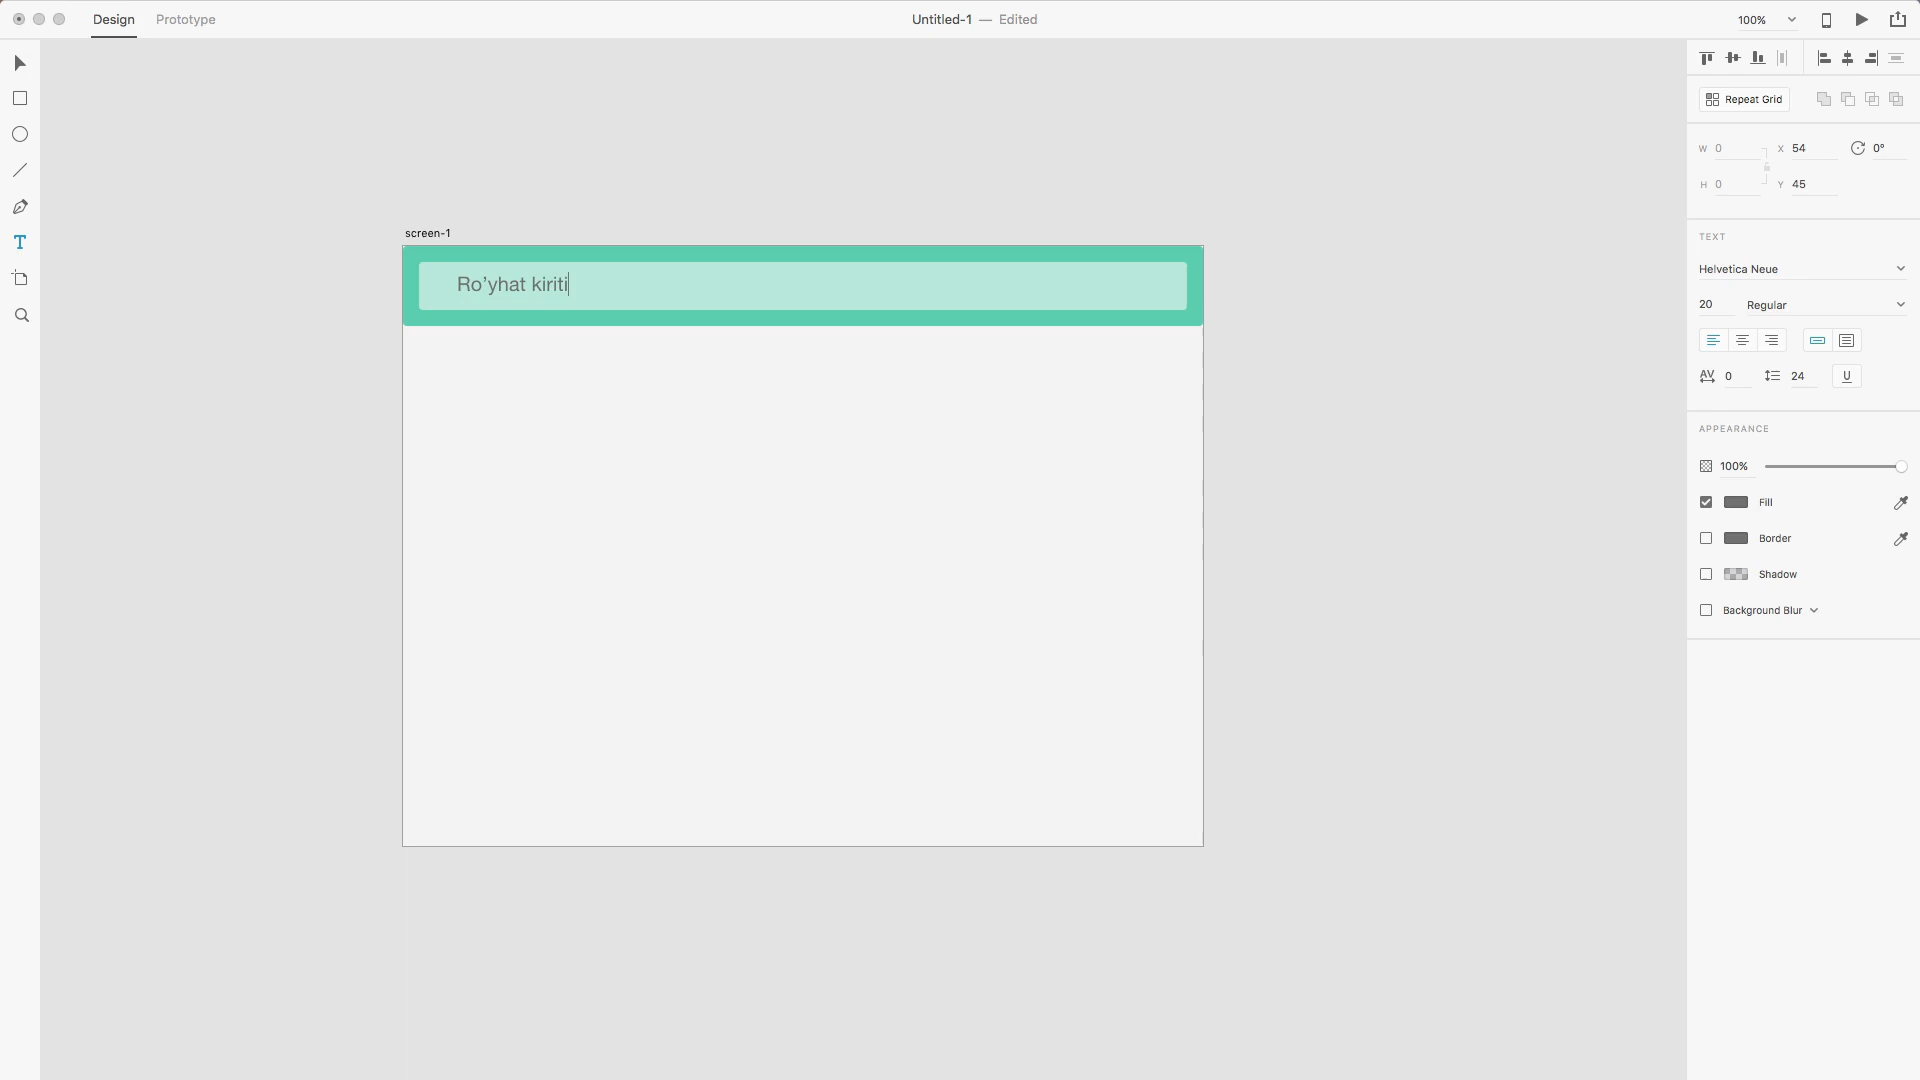 Design Prototype Untitled-1 — Edited 100%
Repeat Grid
W 0 X 54 0°
H 0 Y 45
TEXT
screen-1
Helvetica Neue
Ro’yhat kiriti
20 Regular
AV 0 24 U
APPEARANCE
100%
Fill
Border
Shadow
Background Blur